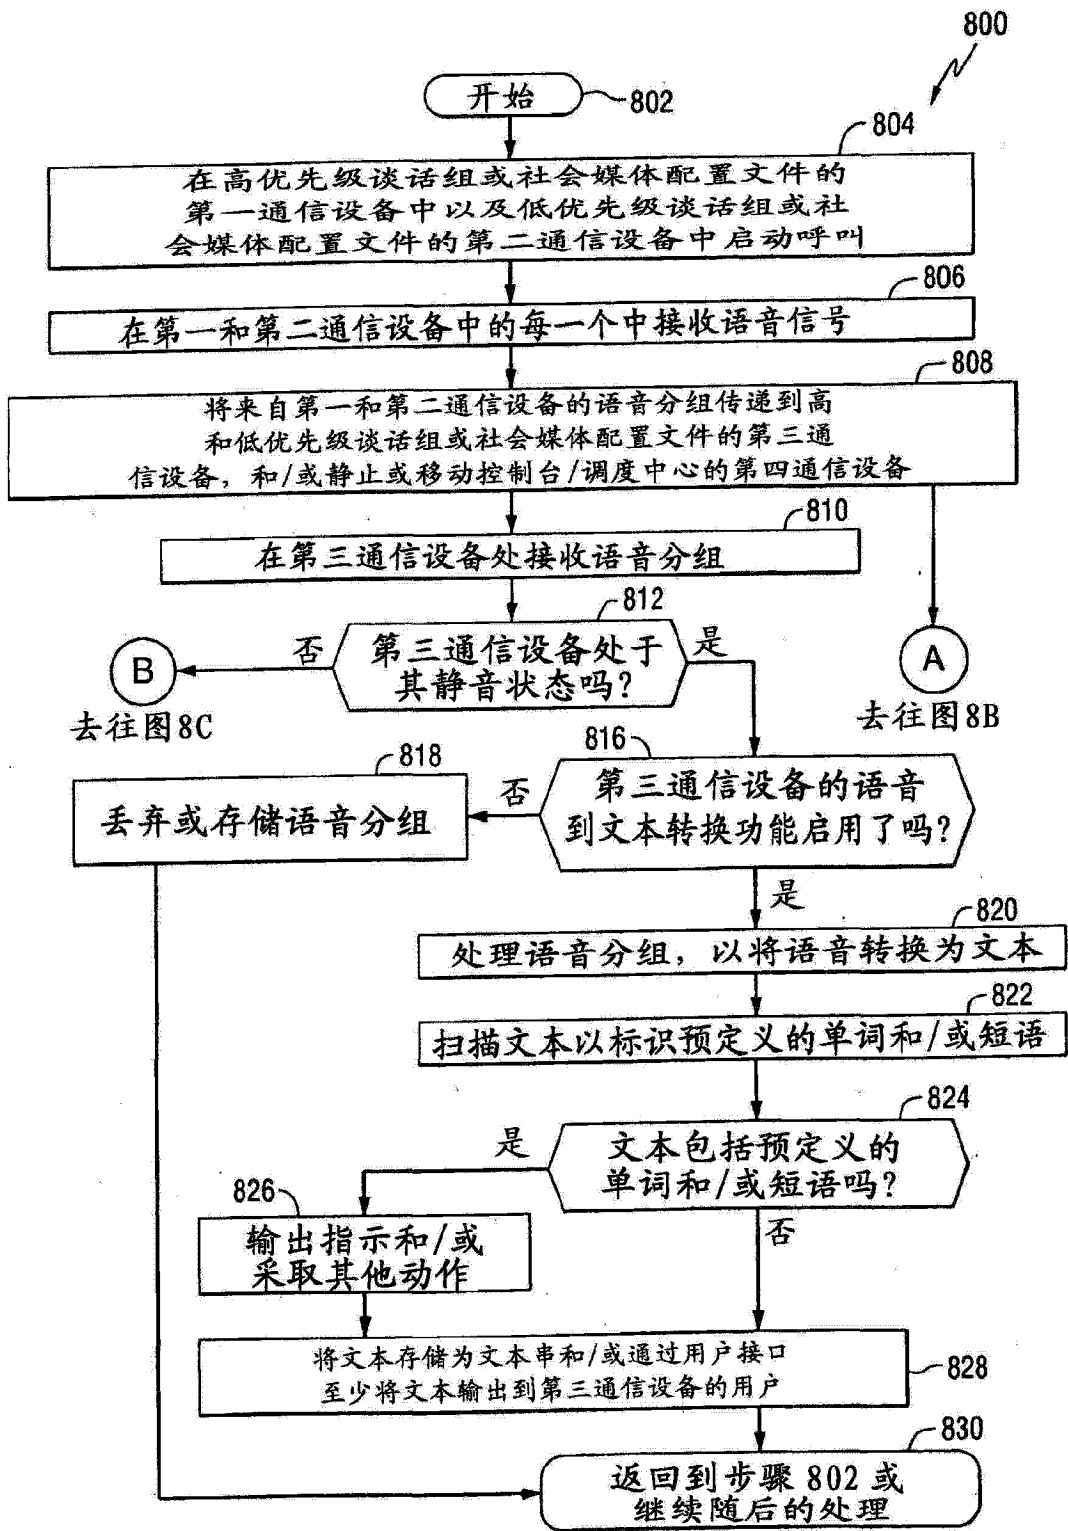 800
开始
802
804
在高优先级谈话组或社会媒体配置文件的
第一通信设备中以及低优先级谈话组或社
会媒体配置文件的第二通信设备中启动呼叫
806
在第一和第二通信设备中的每一个中接收语音信号
808
将来自第一和第二通信设备的语音分组传递到高
和低优先级谈话组或社会媒体配置文件的第三通
信设备，和/或静止或移动控制台/调度中心的第四通信设备
810
在第三通信设备处接收语音分组
812
否
第三通信设备处于
其静音状态吗？
是
B
去往图8C
A
去往图8B
816
818
丢弃或存储语音分组
否
第三通信设备的语音
到文本转换功能启用了吗？
是
820
处理语音分组，以将语音转换为文本
822
扫描文本以标识预定义的单词和/或短语
824
是
文本包括预定义的
单词和/或短语吗？
826
否
输出指示和/或
采取其他动作
将文本存储为文本串和/或通过用户接口
至少将文本输出到第三通信设备的用户
828
830
返回到步骤802或
继续随后的处理